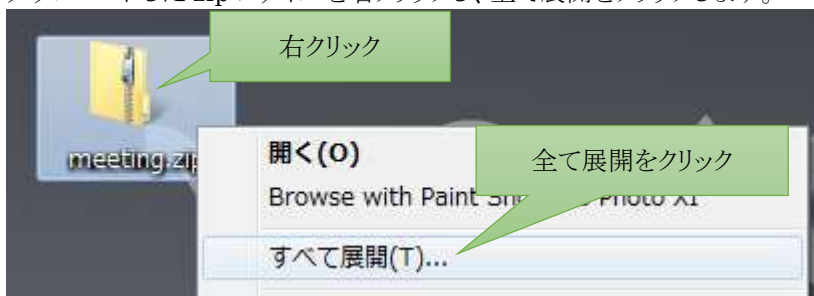 右クリック
meeting.zip
開く(O)
全て展開をクリック
Browse with Paint Sh
Photo XI
すべて展開(T)...